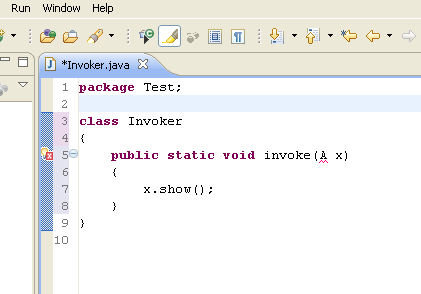 Run Window Help
*Invoker.java
1 package Test;
2
3 class Invoker
4 {
5 public static void invoke(A x)
6 {
7 x.show();
8 }
9 }
10